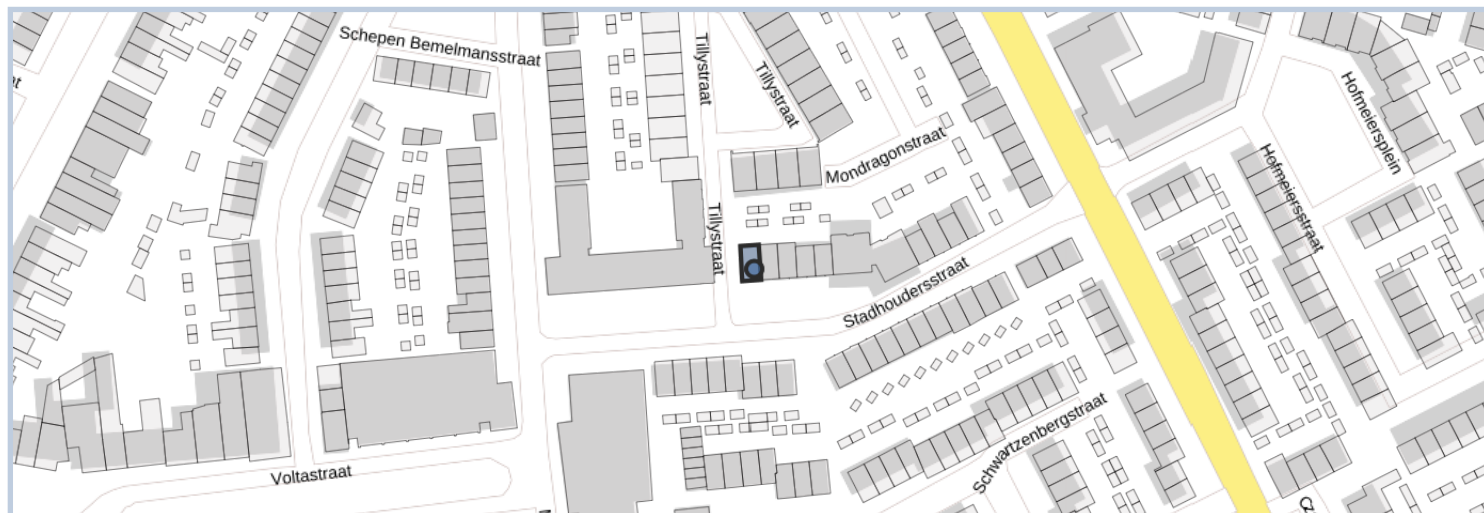 Schepen Bemelmansstraat
Tillystraat
Tillystraat
Hofmeiersplein
Mondragonstraat
Hofmeiersstraat
Tillystraat
Stadhoudersstraat
Schwartzenbergstraat
Voltastraat